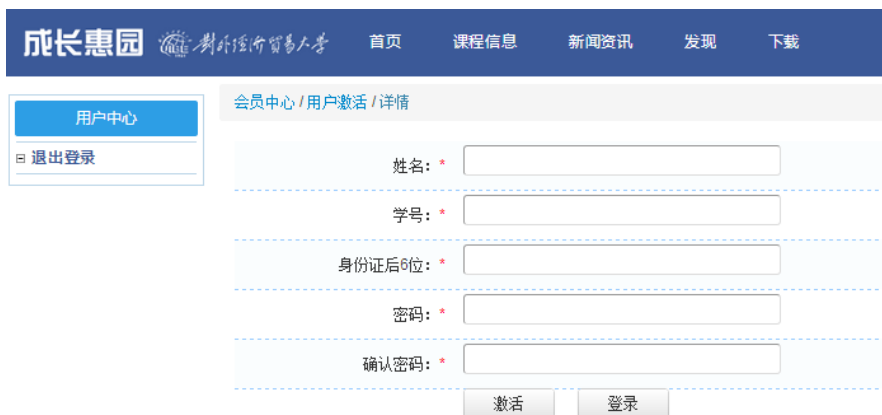 成长惠园 对外经济贸易大学 首页 课程信息 新闻资讯 发现 下载
用户中心
退出登录
会员中心 / 用户激活 / 详情
姓名：*
学号：*
身份证后6位：*
密码：*
确认密码：*
激活 登录